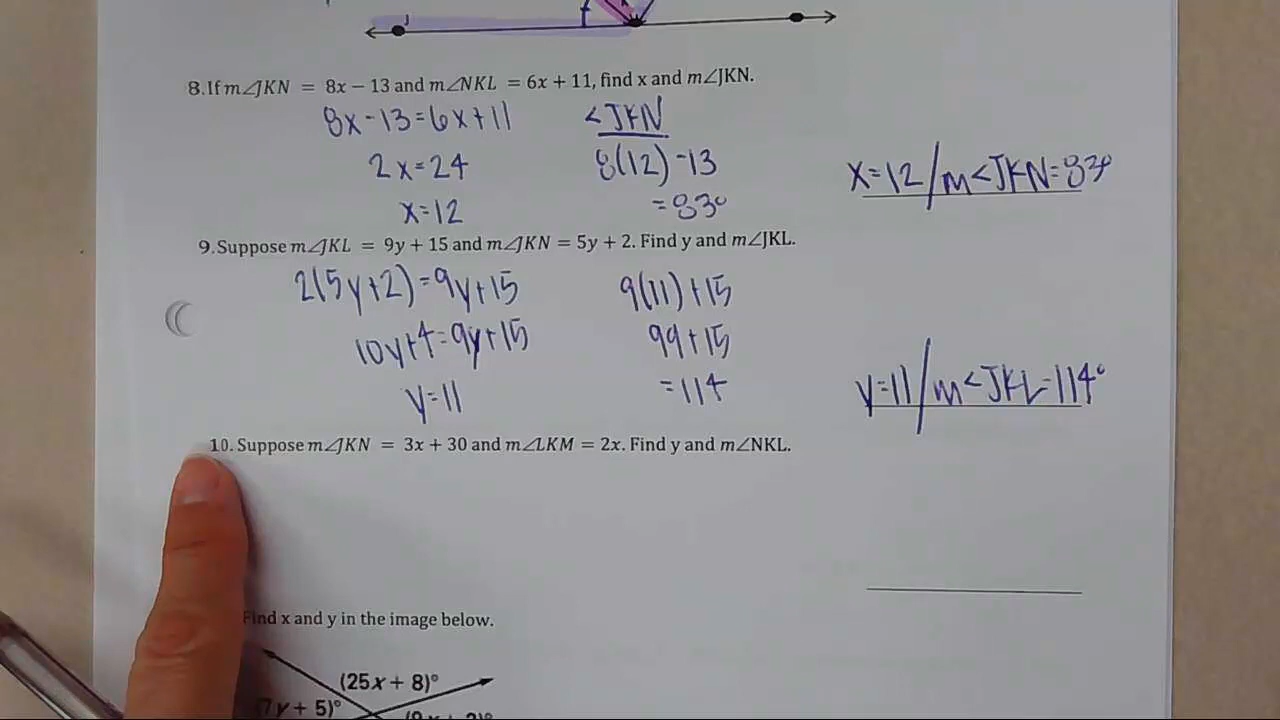 J
8. If m∠JKN = 8x − 13 and m∠NKL = 6x + 11, find x and m∠JKN.
8x-13=6x+11
<JKN
2x=24
8(12)-13
x=12/m<JKN=83°
x=12
=83°
9. Suppose m∠JKL = 9y + 15 and m∠JKN = 5y + 2. Find y and m∠JKL.
2(5y+2)=9y+15
9(11)+15
10y+4=9y+15
99+15
y=11/m<JKL=114°
y=11
=114
10. Suppose m∠JKN = 3x + 30 and m∠LKM = 2x. Find y and m∠NKL.
Find x and y in the image below.
(25x + 8)°
(7y + 5)°